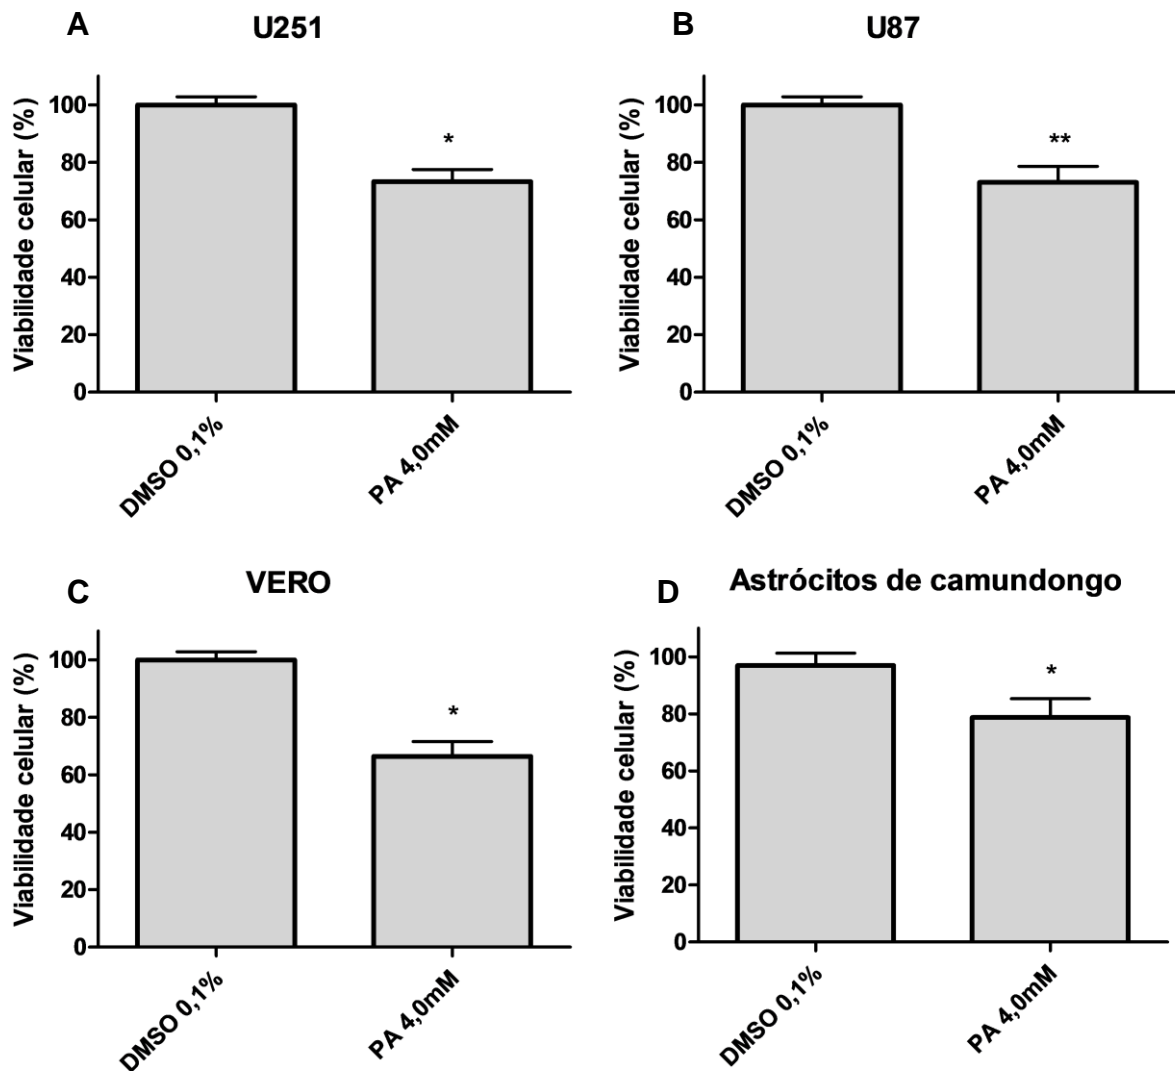 A
U251
Viabilidade celular (%)
100
80
60
40
20
0
*
DMSO 0,1%
PA 4,0mM
B
U87
Viabilidade celular (%)
100
80
60
40
20
0
**
DMSO 0,1%
PA 4,0mM
C
VERO
Viabilidade celular (%)
100
80
60
40
20
0
*
DMSO 0,1%
PA 4,0mM
D
Astrócitos de camundongo
Viabilidade celular (%)
100
80
60
40
20
0
*
DMSO 0,1%
PA 4,0mM